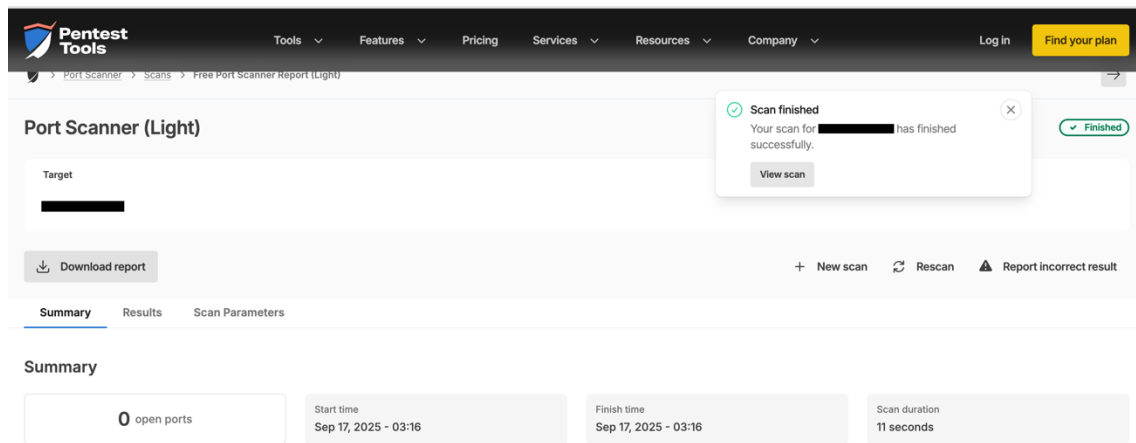 Pentest
Tools
Tools
Features
Pricing
Services
Resources
Company
Log in
Find your plan
> Port Scanner > Scans > Free Port Scanner Report (Light)
Port Scanner (Light)
Scan finished
Your scan for has finished
successfully.
View scan
Finished
Target
Download report
+ New scan
Rescan
Report incorrect result
Summary
Results
Scan Parameters
Summary
0 open ports
Start time
Sep 17, 2025 - 03:16
Finish time
Sep 17, 2025 - 03:16
Scan duration
11 seconds